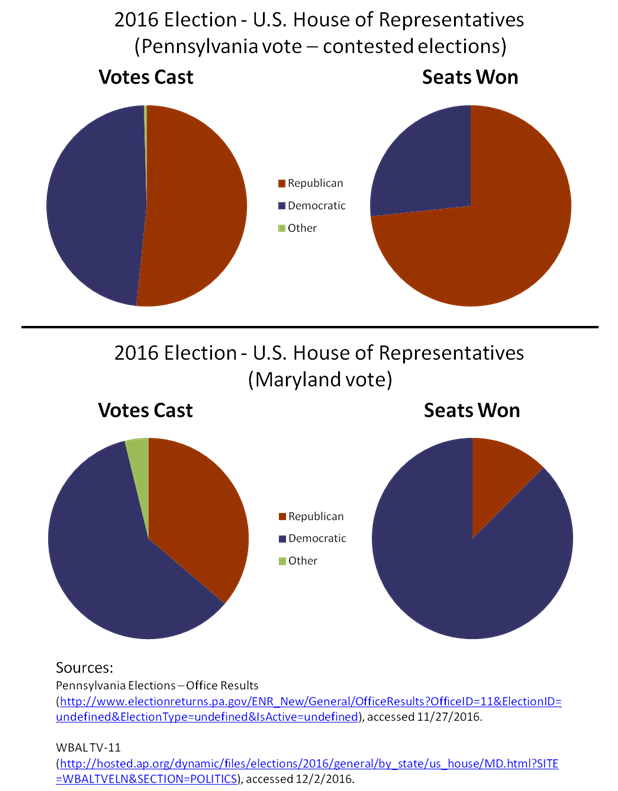 2016 Election - U.S. House of Representatives
(Pennsylvania vote – contested elections)
Votes Cast
Seats Won
Republican
Democratic
Other
2016 Election - U.S. House of Representatives
(Maryland vote)
Votes Cast
Seats Won
Republican
Democratic
Other
Sources:
Pennsylvania Elections – Office Results
(http://www.electionreturns.pa.gov/ENR_New/General/OfficeResults?OfficeID=11&ElectionID=
undefined&ElectionType=undefined&IsActive=undefined), accessed 11/27/2016.
WBAL TV-11
(http://hosted.ap.org/dynamic/files/elections/2016/general/by_state/us_house/MD.html?SITE
=WBALTVELN&SECTION=POLITICS), accessed 12/2/2016.